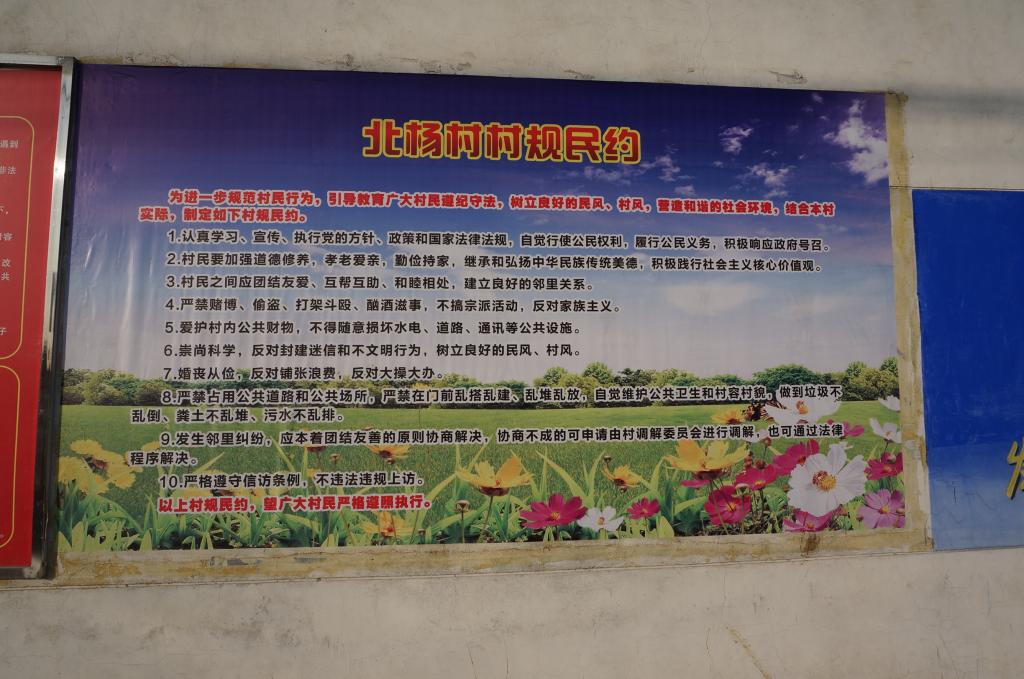 北杨村村规民约
为进一步规范村民行为，引导教育广大村民遵纪守法，树立良好的民风、村风，营造和谐的社会环境，结合本村
实际，制定如下村规民约。
1.认真学习、宣传、执行党的方针、政策和国家法律法规，自觉行使公民权利，履行公民义务，积极响应政府号召。
2.村民要加强道德修养，孝老爱亲，勤俭持家，继承和弘扬中华民族传统美德，积极践行社会主义核心价值观。
3.村民之间应团结友爱、互帮互助、和睦相处，建立良好的邻里关系。
4.严禁赌博、偷盗、打架斗殴、酗酒滋事，不搞宗派活动，反对家族主义。
5.爱护村内公共财物，不得随意损坏水电、道路、通讯等公共设施。
6.崇尚科学，反对封建迷信和不文明行为，树立良好的民风、村风。
7.婚丧从俭，反对铺张浪费，反对大操大办。
8.严禁占用公共道路和公共场所，严禁在门前乱搭乱建、乱堆乱放，自觉维护公共卫生和村容村貌，做到垃圾不
乱倒、粪土不乱堆、污水不乱排。
9.发生邻里纠纷，应本着团结友善的原则协商解决，协商不成的可申请由村调解委员会进行调解，也可通过法律
程序解决。
10.严格遵守信访条例，不违法违规上访。
以上村规民约，望广大村民严格遵照执行。
遇到
非法
改
共
子